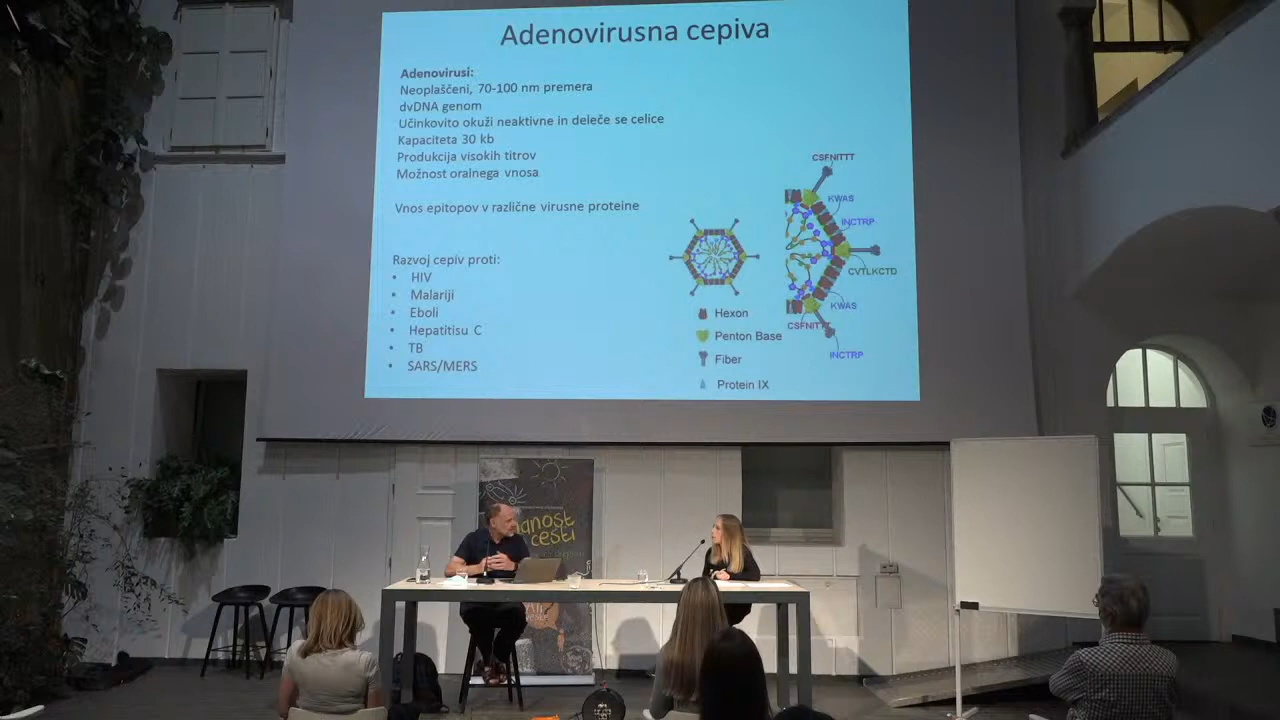 Adenovirusna cepiva
Adenovirusi:
Neoplaščeni, 70-100 nm premera
dvDNA genom
Učinkovito okuži neaktivne in deleče se celice
Kapaciteta 30 kb
Produkcija visokih titrov
Možnost oralnega vnosa
Vnos epitopov v različne virusne proteine
Razvoj cepiv proti:
• HIV
• Malariji
• Eboli
• Hepatitisu C
• TB
• SARS/MERS
CSFNITTT
KWAS
INCTRP
CVTLKCTD
KWAS
CSFNITTT
INCTRP
Hexon
Penton Base
Fiber
Protein IX
cesti